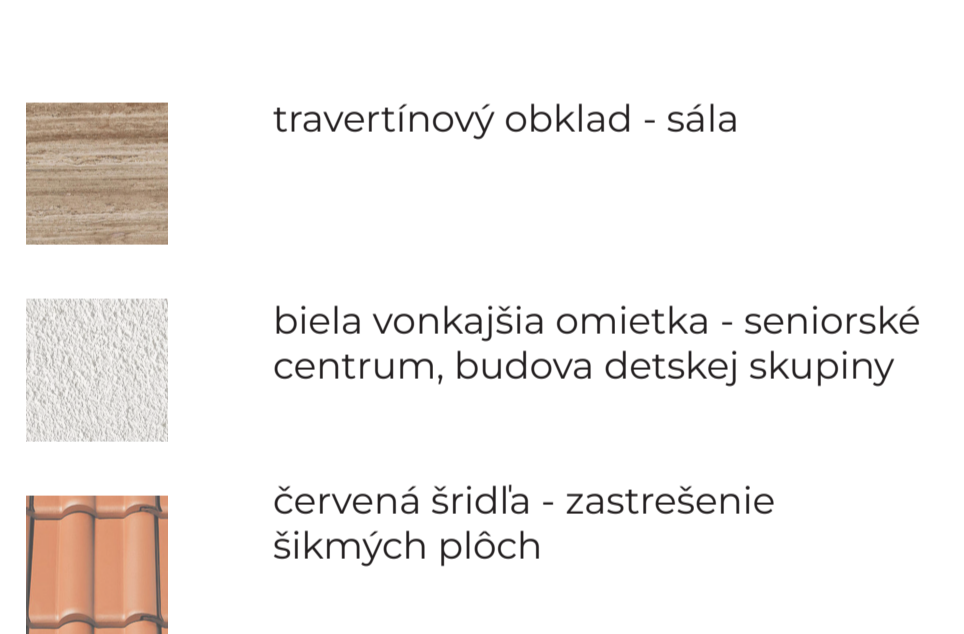 travertínový obklad - sála
biela vonkajšia omietka - seniorské
centrum, budova detskej skupiny
červená šridľa - zastrešenie
šikmých plôch